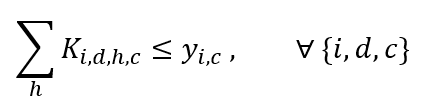 ∑_h K_{i,d,h,c} ≤ y_{i,c} ,  ∀ {i, d, c}